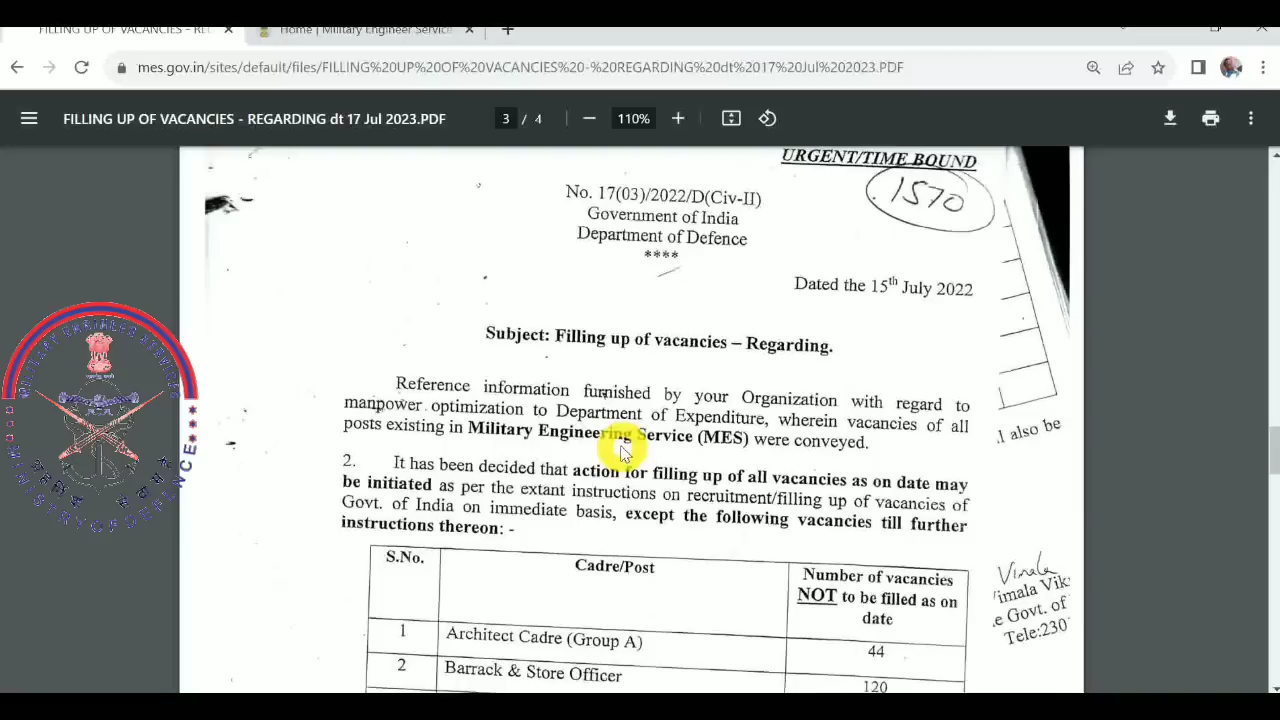 FILLING UP OF VACANCIES - REG
Home | Military Engineer Service
mes.gov.in/sites/default/files/FILLING%20UP%20OF%20VACANCIES%20-%20REGARDING%20dt%2017%20Jul%202023.PDF
FILLING UP OF VACANCIES - REGARDING dt 17 Jul 2023.PDF 3 / 4 110%
URGENT/TIME BOUND
1570
No. 17(03)/2022/D(Civ-II)
Government of India
Department of Defence
****
Dated the 15th July 2022
Subject: Filling up of vacancies – Regarding.
Reference information furnished by your Organization with regard to
manpower optimization to Department of Expenditure, wherein vacancies of all
posts existing in Military Engineering Service (MES) were conveyed.
2. It has been decided that action for filling up of all vacancies as on date may
be initiated as per the extant instructions on recruitment/filling up of vacancies of
Govt. of India on immediate basis, except the following vacancies till further
instructions thereon: -
S.No. Cadre/Post Number of vacancies
NOT to be filled as on
date
1 Architect Cadre (Group A) 44
2 Barrack & Store Officer 120
also be
Vimala
Vimala Vik
e Govt. of
Tele:230
MILITARY ENGINEER SERVICES
MINISTRY OF DEFENCE